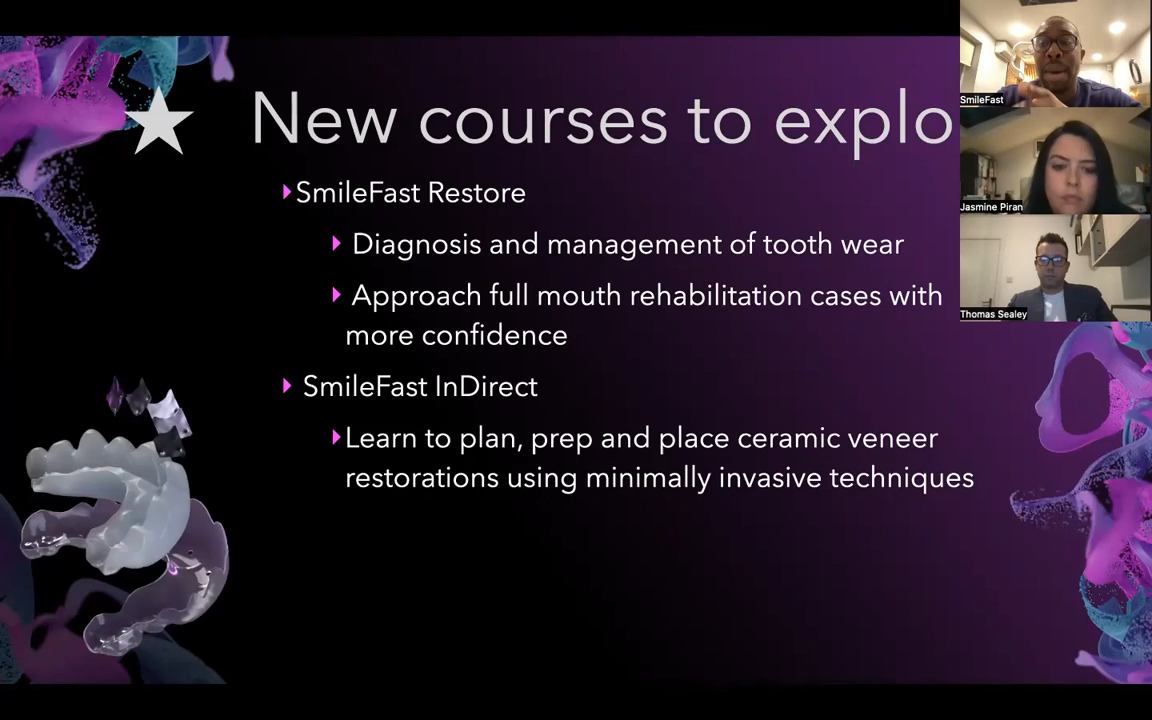 New courses to explo
SmileFast Restore
Diagnosis and management of tooth wear
Approach full mouth rehabilitation cases with
more confidence
SmileFast InDirect
Learn to plan, prep and place ceramic veneer
restorations using minimally invasive techniques
SmileFast
Jasmine Piran
Thomas Sealey